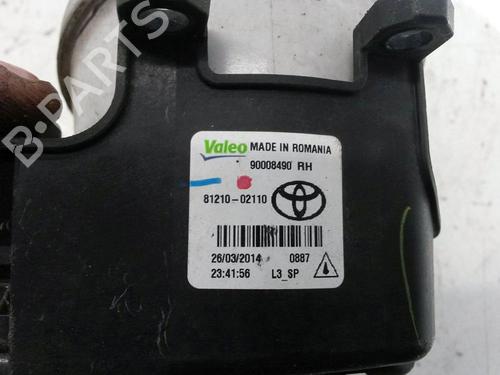 B-PARTS
Valeo MADE IN ROMANIA
90008490 RH
81210-02110
26/03/2014 0887
23:41:56 L3_SP